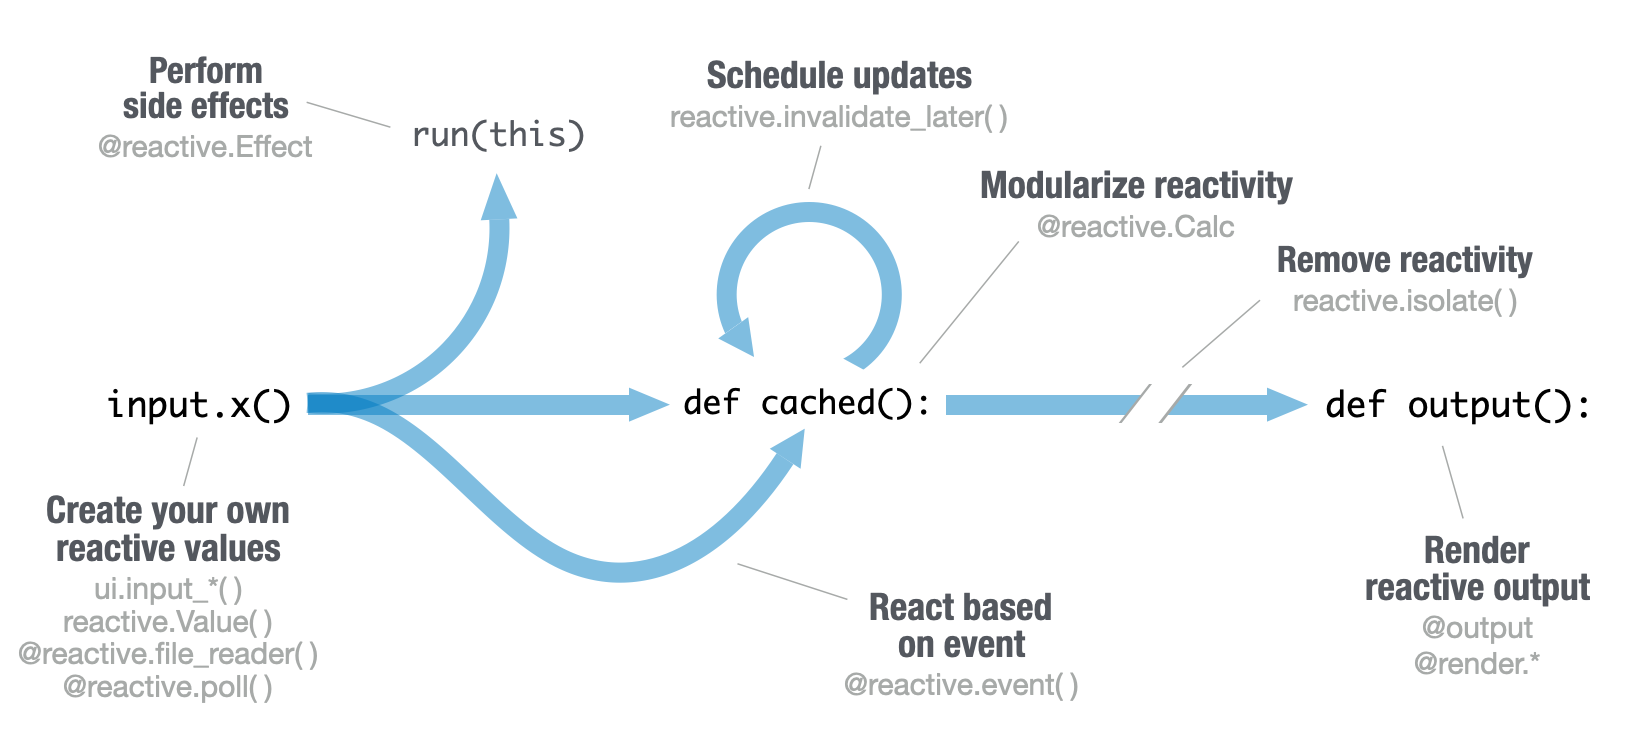 Perform
side effects
@reactive.Effect
run(this)
Schedule updates
reactive.invalidate_later( )
Modularize reactivity
@reactive.Calc
Remove reactivity
reactive.isolate( )
input.x()
def cached():
def output():
Create your own
reactive values
ui.input_*( )
reactive.Value( )
@reactive.file_reader( )
@reactive.poll( )
React based
on event
@reactive.event( )
Render
reactive output
@output
@render.*